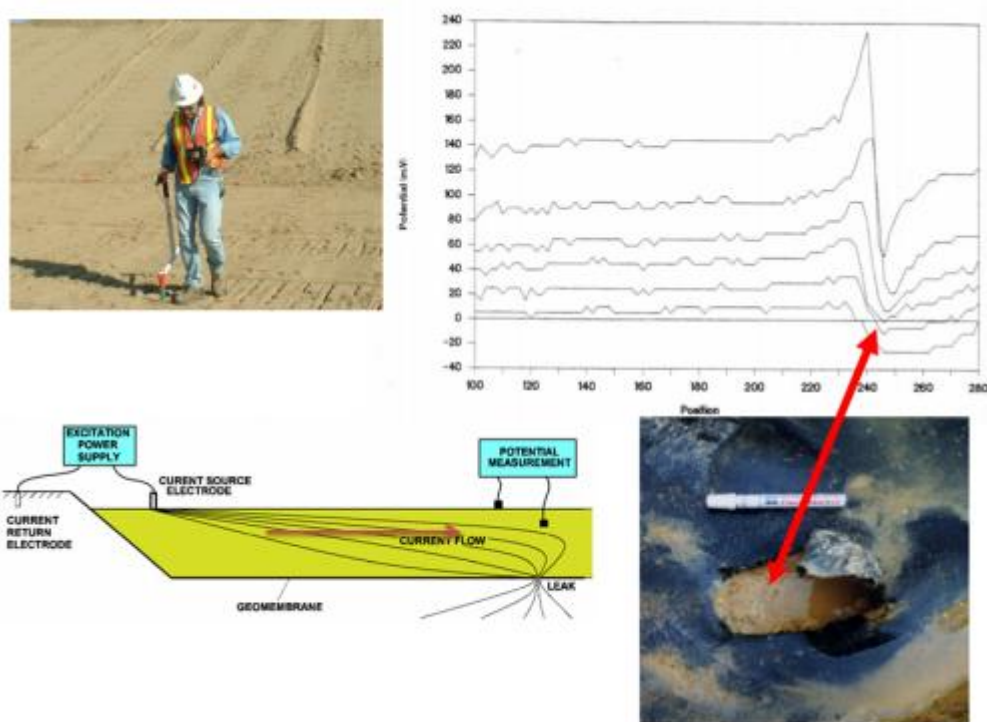 240
220
200
180
160
140
120
100
80
60
40
20
0
-20
-40
Potential (mV)
100
120
140
160
180
200
220
240
260
280
Position
EXCITATION
POWER
SUPPLY
CURENT SOURCE
ELECTRODE
POTENTIAL
MEASUREMENT
CURRENT
RETURN
ELECTRODE
CURRENT FLOW
LEAK
GEOMEMBRANE